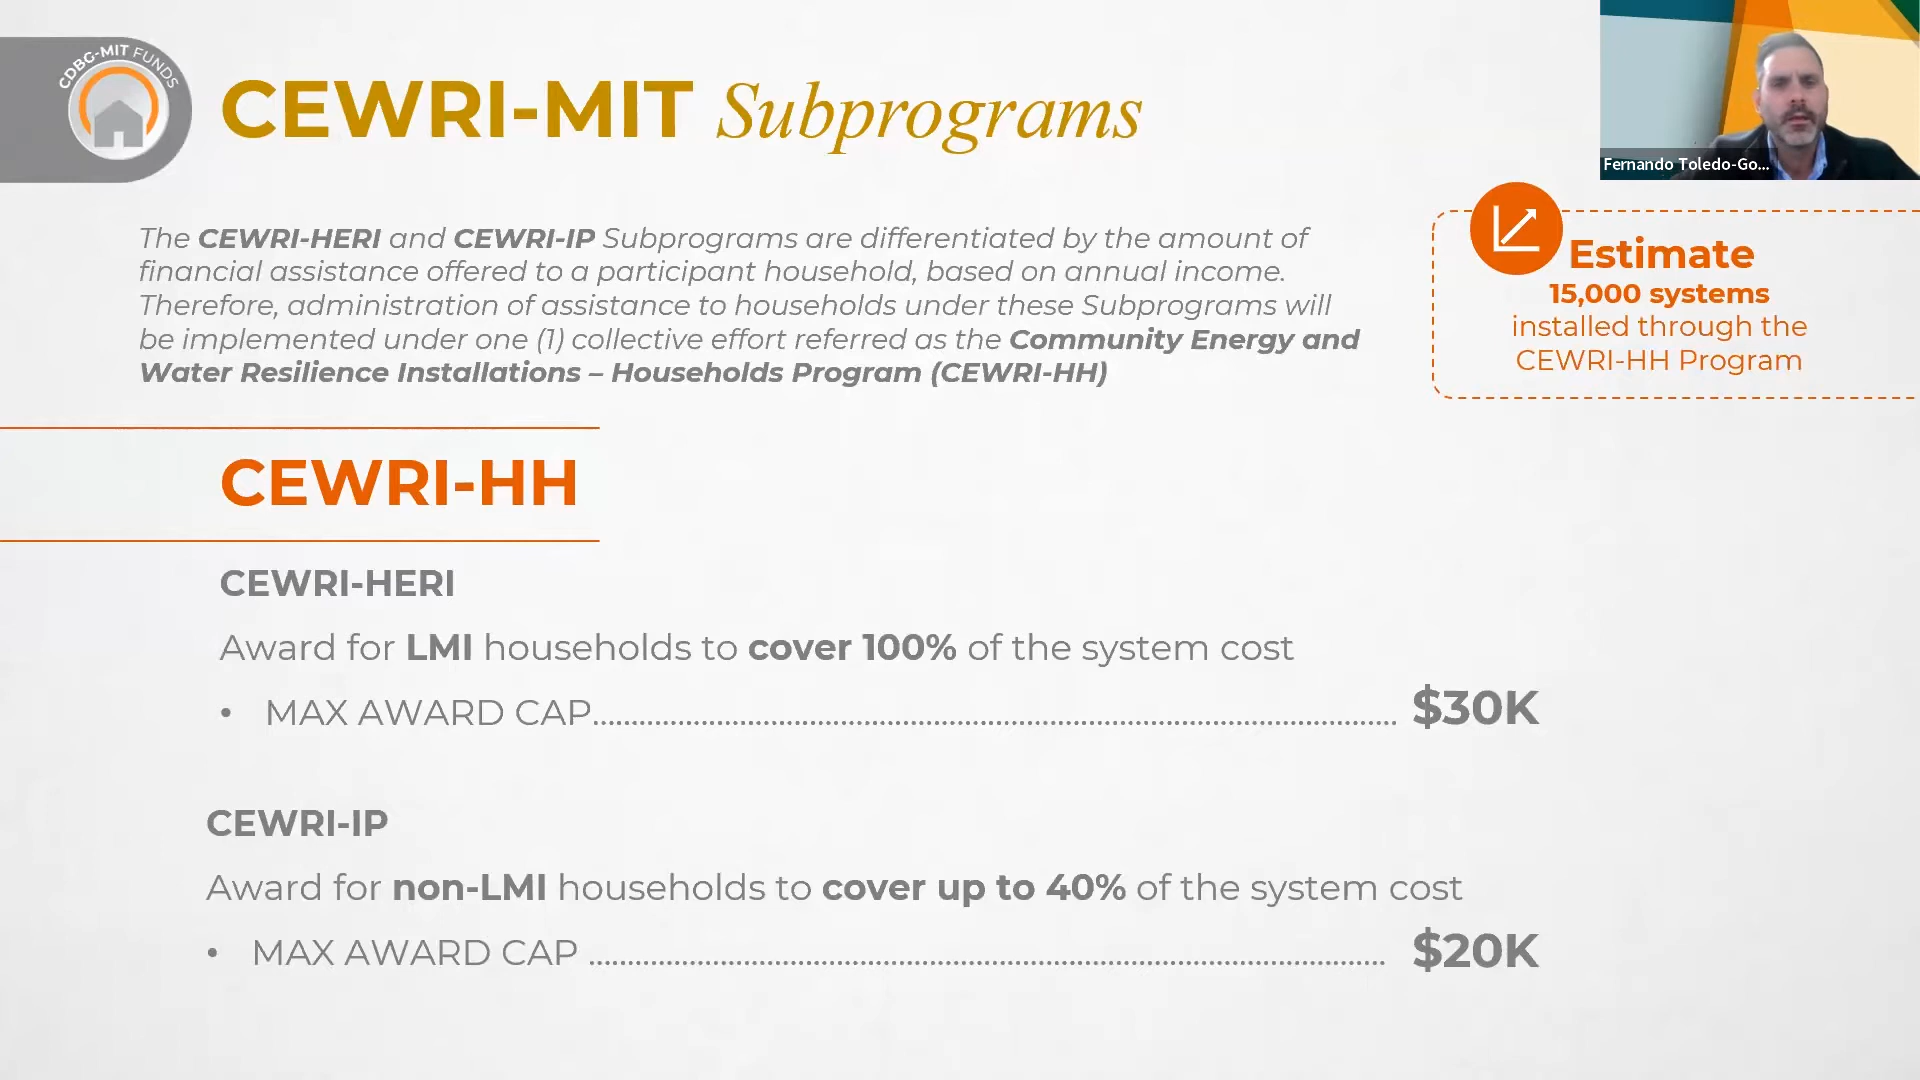 CDBG-MIT FUNDS
CEWRI-MIT Subprograms
Fernando Toledo-Go...
The CEWRI-HERI and CEWRI-IP Subprograms are differentiated by the amount of
financial assistance offered to a participant household, based on annual income.
Therefore, administration of assistance to households under these Subprograms will
be implemented under one (1) collective effort referred as the Community Energy and
Water Resilience Installations – Households Program (CEWRI-HH)
Estimate
15,000 systems
installed through the
CEWRI-HH Program
CEWRI-HH
CEWRI-HERI
Award for LMI households to cover 100% of the system cost
• MAX AWARD CAP........................................................................ $30K
CEWRI-IP
Award for non-LMI households to cover up to 40% of the system cost
• MAX AWARD CAP ........................................................................ $20K